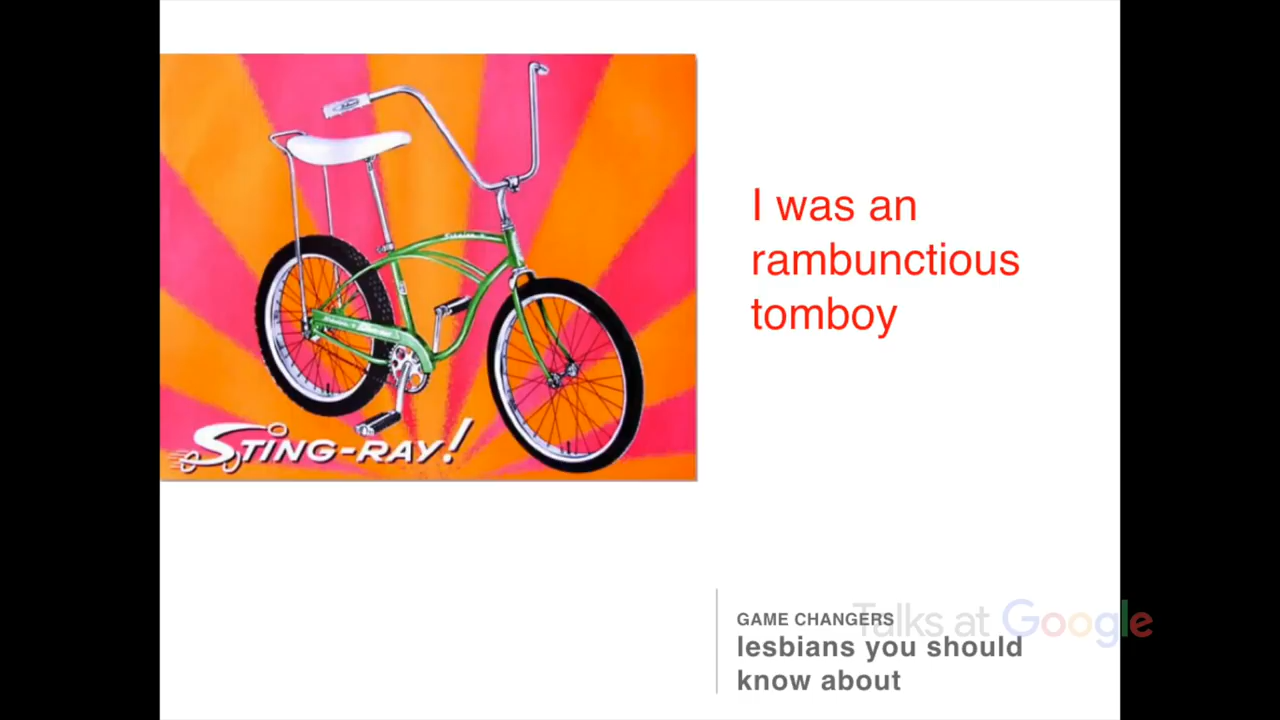 I was an
rambunctious
tomboy
STING-RAY!
GAME CHANGERS
lesbians you should
know about
Talks at Google